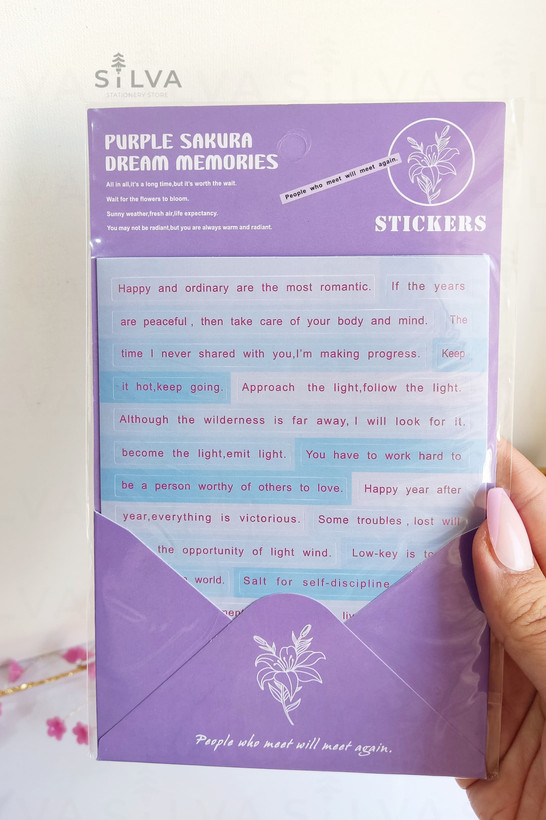 SiLVA
STATIONERY STORE
PURPLE SAKURA
DREAM MEMORIES
All in all,it's a long time,but it's worth the wait.
Wait for the flowers to bloom.
Sunny weather,fresh air,life expectancy.
You may not be radiant,but you are always warm and radiant.
People who meet will meet again.
STICKERS
Happy and ordinary are the most romantic. If the years
are peaceful, then take care of your body and mind. The
time I never shared with you,I'm making progress. Keep
it hot,keep going. Approach the light,follow the light.
Although the wilderness is far away, I will look for it,
become the light,emit light. You have to work hard to
be a person worthy of others to love. Happy year after
year,everything is victorious. Some troubles, lost will
the opportunity of light wind. Low-key is to
world. Salt for self-discipline
People who meet will meet again.